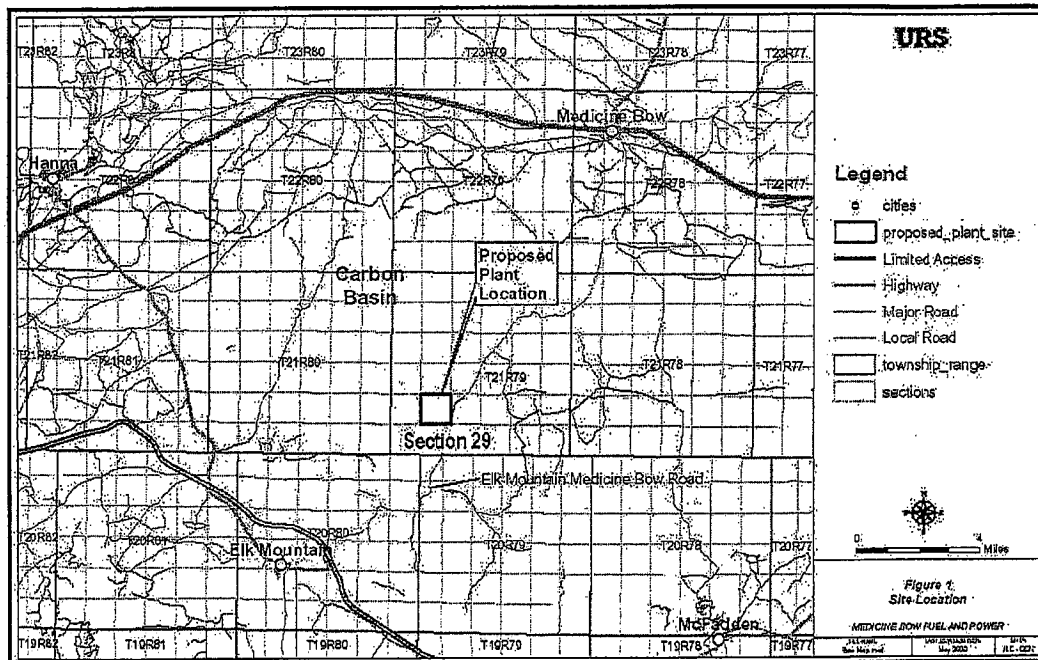 T23R82
T23R8
T23R80
T23R79
T23R78
T23R77
URS
Medicine Bow
Hanna
T22R80
T22R78
T22R77
Legend
cities
proposed_plant_site
Limited Access
Highway
Major Road
Local Road
township_range
sections
Proposed
Plant
Location
Carbon
Basin
T21R82
T21R81
T21R80
T21R79
T21R78
T21R77
Section 29
Elk Mountain Medicine Bow Road
T20R82
T20R81
T20R80
T20R79
T20R78
T20R77
Elk Mountain
N
0 4
Miles
Figure 1
Site Location
McFadden
MEDICINE BOW FUEL AND POWER
T19R82
T19R81
T19R80
T19R79
T19R78
T19R77